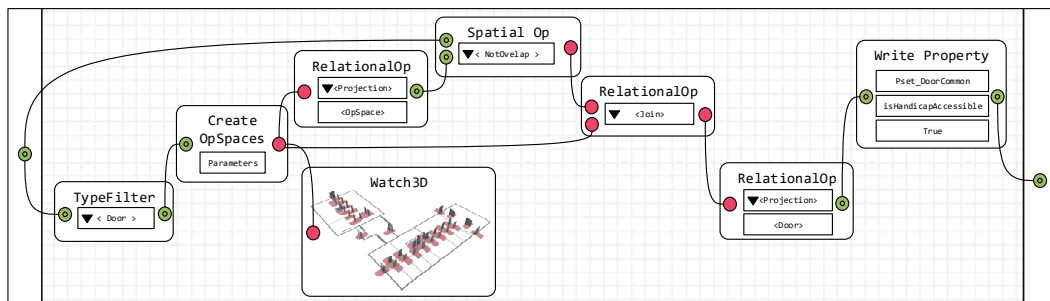 Spatial Op
< NotOvelap >
RelationalOp
<Projection>
<OpSpace>
Write Property
Pset_DoorCommon
isHandicapAccessible
True
RelationalOp
<Join>
Create
OpSpaces
Parameters
TypeFilter
< Door >
Watch3D
RelationalOp
<Projection>
<Door>